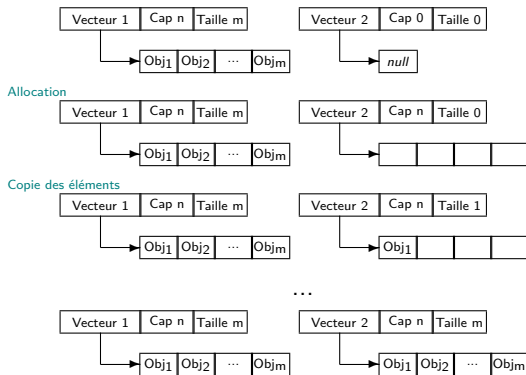 Vecteur 1 Cap n Taille m Vecteur 2 Cap 0 Taille 0
Obj1 Obj2 ... Objm null
Allocation
Vecteur 1 Cap n Taille m Vecteur 2 Cap n Taille 0
Obj1 Obj2 ... Objm
Copie des éléments
Vecteur 1 Cap n Taille m Vecteur 2 Cap n Taille 1
Obj1 Obj2 ... Objm Obj1
...
Vecteur 1 Cap n Taille m Vecteur 2 Cap n Taille m
Obj1 Obj2 ... Objm Obj1 Obj2 ... Objm